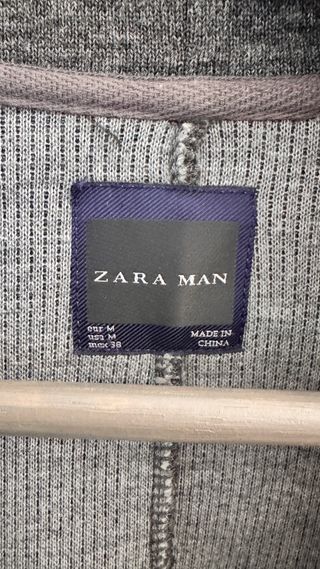 ZARA MAN
eur M
usa M
mex 38
MADE IN
CHINA